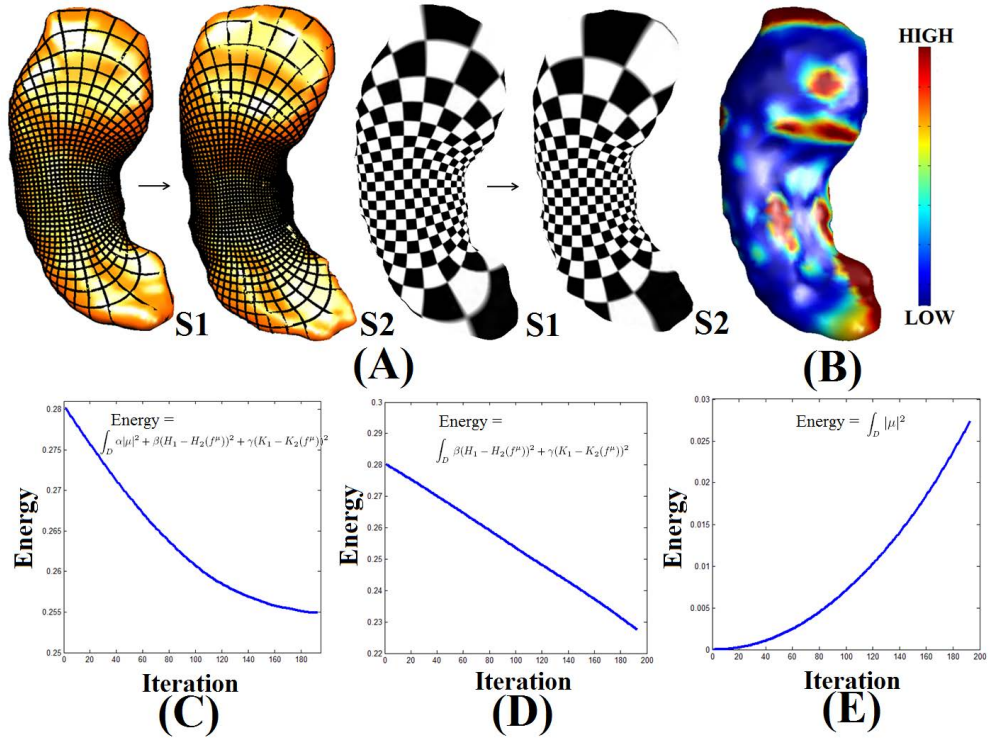 HIGH
LOW
S1
S2
S1
S2
(A)
(B)
0.28
0.275
0.27
0.265
0.26
0.255
0.25
0 20 40 60 80 100 120 140 160 180
Energy
Energy =
∫_D α|μ|² + β(H₁ − H₂(f^μ))² + γ(K₁ − K₂(f^μ))²
Iteration
(C)
0.3
0.29
0.28
0.27
0.26
0.25
0.24
0.23
0.22
0 20 40 60 80 100 120 140 160 180 200
Energy
Energy =
∫_D β(H₁ − H₂(f^μ))² + γ(K₁ − K₂(f^μ))²
Iteration
(D)
0.03
0.025
0.02
0.015
0.01
0.005
0
0 20 40 60 80 100 120 140 160 180 200
Energy
Energy = ∫_D |μ|²
Iteration
(E)